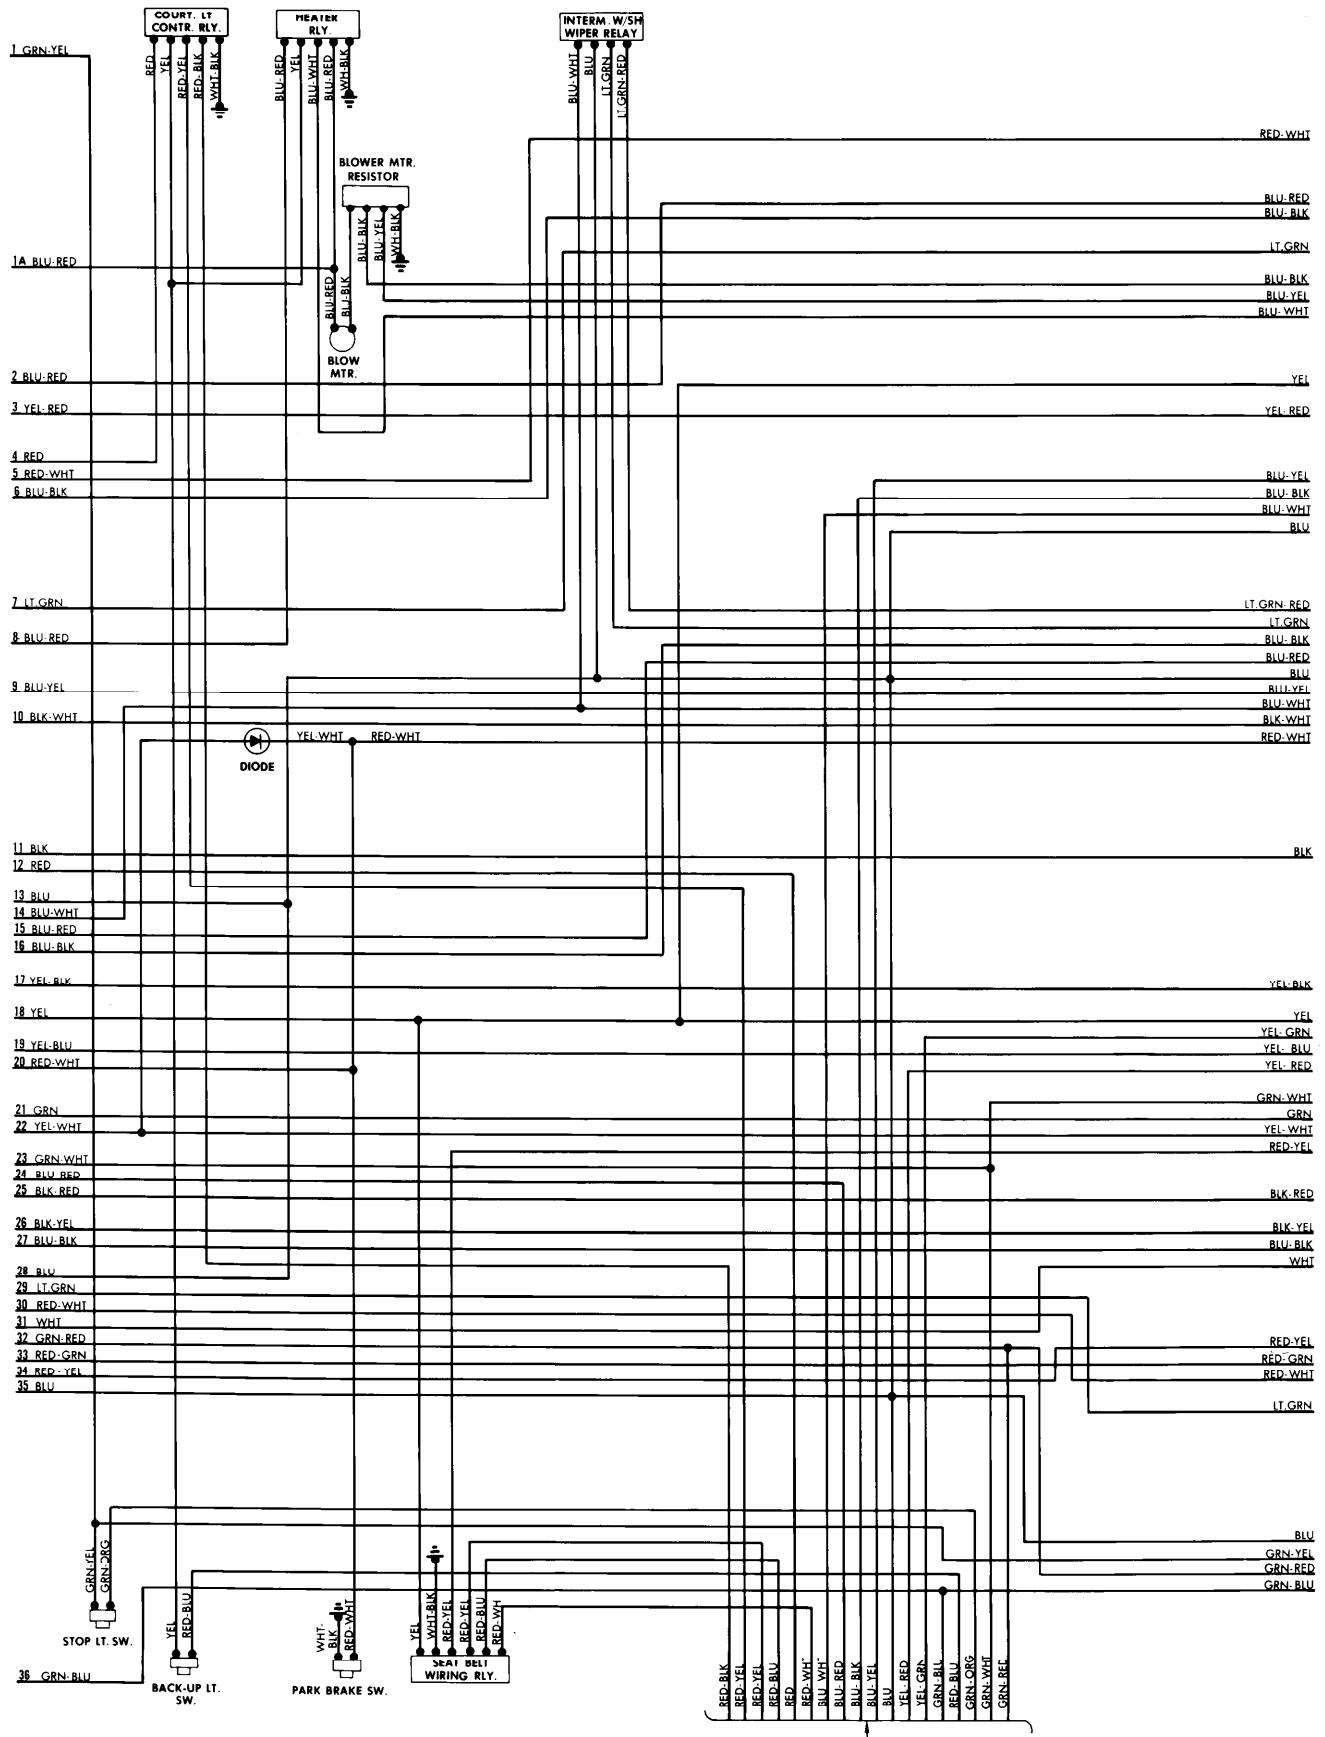 COURT. LT
CONTR. RLY.
HEATER
RLY.
INTERM. W/SH
WIPER RELAY
1 GRN-YEL
RED
YEL
RED-YEL
RED-BLK
WHT-BLK
BLU-RED
YEL
BLU-WHT
BLU-RED
WH-BLK
BLU-WHT
BLU
LT.GRN
LT.GRN-RED
RED-WHT
BLOWER MTR.
RESISTOR
BLU-BLK
BLU-YEL
WH-BLK
BLU-RED
BLU-BLK
LT.GRN
1A BLU-RED
BLU-RED
BLU-BLK
BLU-BLK
BLU-YEL
BLU-WHT
BLOW
MTR.
2 BLU-RED
YEL
3 YEL-RED
YEL-RED
4 RED
5 RED-WHT
6 BLU-BLK
BLU-YEL
BLU-BLK
BLU-WHT
BLU
7 LT.GRN
LT.GRN-RED
LT.GRN
8 BLU-RED
BLU-BLK
BLU-RED
BLU
9 BLU-YEL
BLU-YEL
BLU-WHT
10 BLK-WHT
BLK-WHT
YEL-WHT
RED-WHT
RED-WHT
DIODE
11 BLK
BLK
12 RED
13 BLU
14 BLU-WHT
15 BLU-RED
16 BLU-BLK
17 YEL-BLK
YEL-BLK
18 YEL
YEL
YEL-GRN
19 YEL-BLU
YEL-BLU
20 RED-WHT
YEL-RED
GRN-WHT
21 GRN
GRN
22 YEL-WHT
YEL-WHT
RED-YEL
23 GRN-WHT
24 BLU-RED
25 BLK-RED
BLK-RED
26 BLK-YEL
BLK-YEL
27 BLU-BLK
BLU-BLK
WHT
28 BLU
29 LT.GRN
30 RED-WHT
31 WHT
32 GRN-RED
RED-YEL
33 RED-GRN
RED-GRN
34 RED-YEL
RED-WHT
35 BLU
LT.GRN
BLU
GRN-YEL
GRN-RED
GRN-BLU
GRN-YEL
GRN-ORG
STOP LT. SW.
YEL
RED-BLU
BACK-UP LT.
SW.
WHT-
BLK
RED-WHT
PARK BRAKE SW.
YEL
WHT-BLK
RED-YEL
RED-YEL
RED-BLU
RED-WH
SEAT BELT
WIRING RLY.
36 GRN-BLU
RED-BLK
RED-YEL
RED-YEL
RED-BLU
RED
RED-WHT
BLU-WHT
BLU-RED
BLU-BLK
BLU-YEL
BLU
YEL-RED
YEL-GRN
GRN-BLU
RED-BLU
GRN-ORG
GRN-WHT
GRN-RED